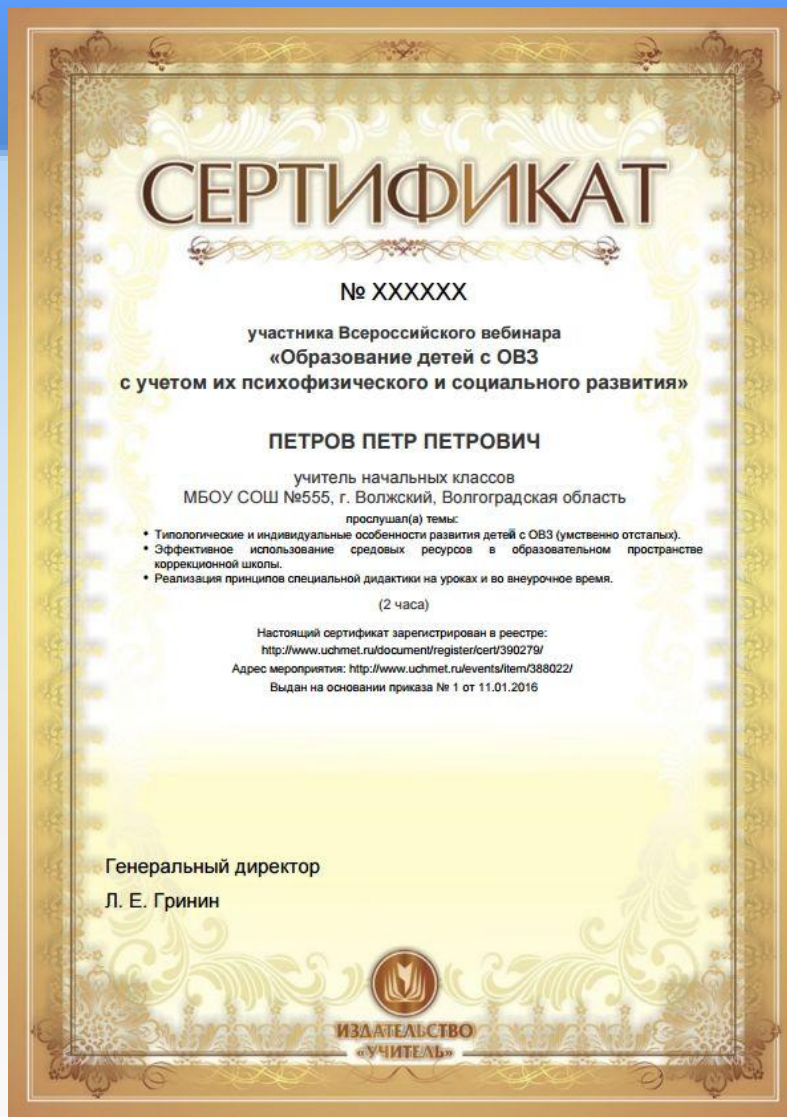 СЕРТИФИКАТ
№ XXXXXX
участника Всероссийского вебинара
«Образование детей с ОВЗ
с учетом их психофизического и социального развития»
ПЕТРОВ ПЕТР ПЕТРОВИЧ
учитель начальных классов
МБОУ СОШ №555, г. Волжский, Волгоградская область
прослушал(а) темы:
• Типологические и индивидуальные особенности развития детей с ОВЗ (умственно отсталых).
• Эффективное использование средовых ресурсов в образовательном пространстве
коррекционной школы.
• Реализация принципов специальной дидактики на уроках и во внеурочное время.
(2 часа)
Настоящий сертификат зарегистрирован в реестре:
http://www.uchmet.ru/document/register/cert/390279/
Адрес мероприятия: http://www.uchmet.ru/events/item/388022/
Выдан на основании приказа № 1 от 11.01.2016
Генеральный директор
Л. Е. Гринин
ИЗДАТЕЛЬСТВО
«УЧИТЕЛЬ»